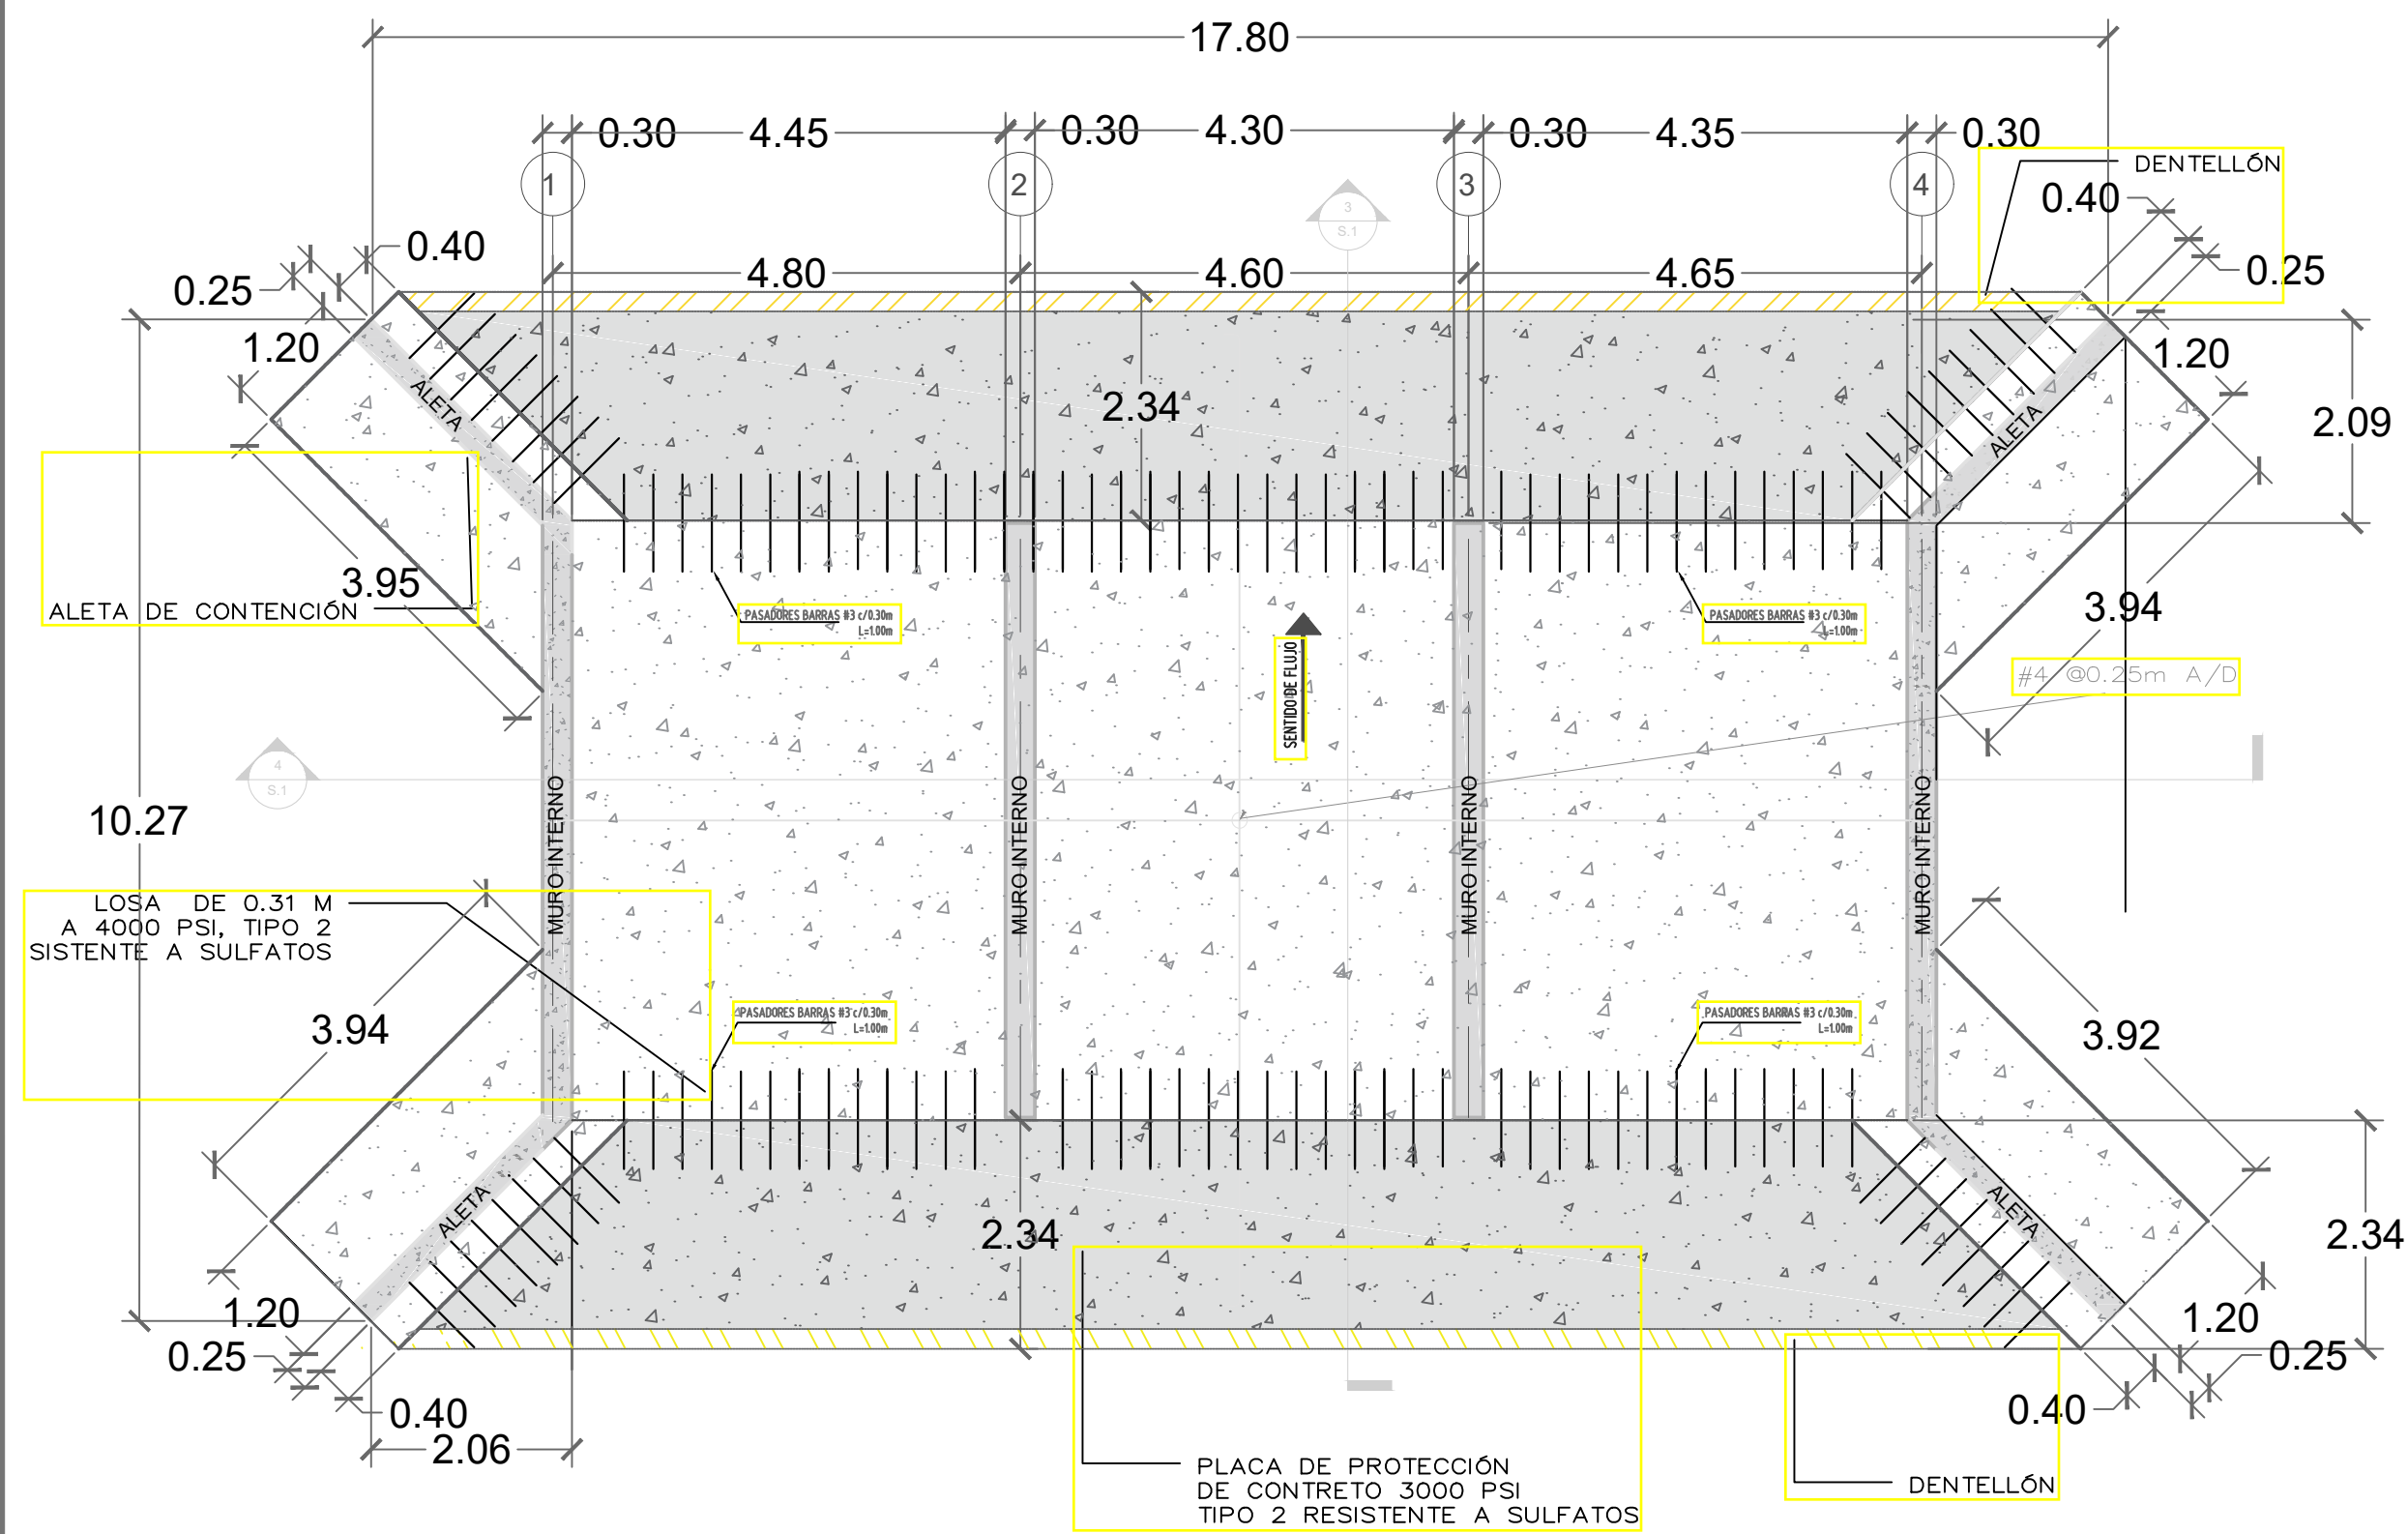 17.80
0.30 4.45 0.30 4.30 0.30 4.35 0.30
1 2 3 4
DENTELLÓN
0.40
3
S.1
0.40
0.25
4.80 4.60 4.65
0.25
1.20
1.20
ALETA
2.34
ALETA
2.09
3.95
ALETA DE CONTENCIÓN
PASADORES BARRAS #3 c/0.30m
L=1.00m
PASADORES BARRAS #3 c/0.30m
L=1.00m
3.94
SENTIDO DE FLUJÓ
#4 @0.25m A/D
4
S.1
10.27
MURO INTERNO
MURO INTERNO
MURO INTERNO
MURO INTERNO
LOSA DE 0.31 M
A 4000 PSI, TIPO 2
SISTENTE A SULFATOS
3.94
PASADORES BARRAS #3 c/0.30m
L=1.00m
PASADORES BARRAS #3 c/0.30m
L=1.00m
3.92
ALETA
ALETA
2.34
2.34
1.20
1.20
0.25
0.25
0.40
0.40
2.06
PLACA DE PROTECCIÓN
DE CONTRETO 3000 PSI
TIPO 2 RESISTENTE A SULFATOS
DENTELLÓN